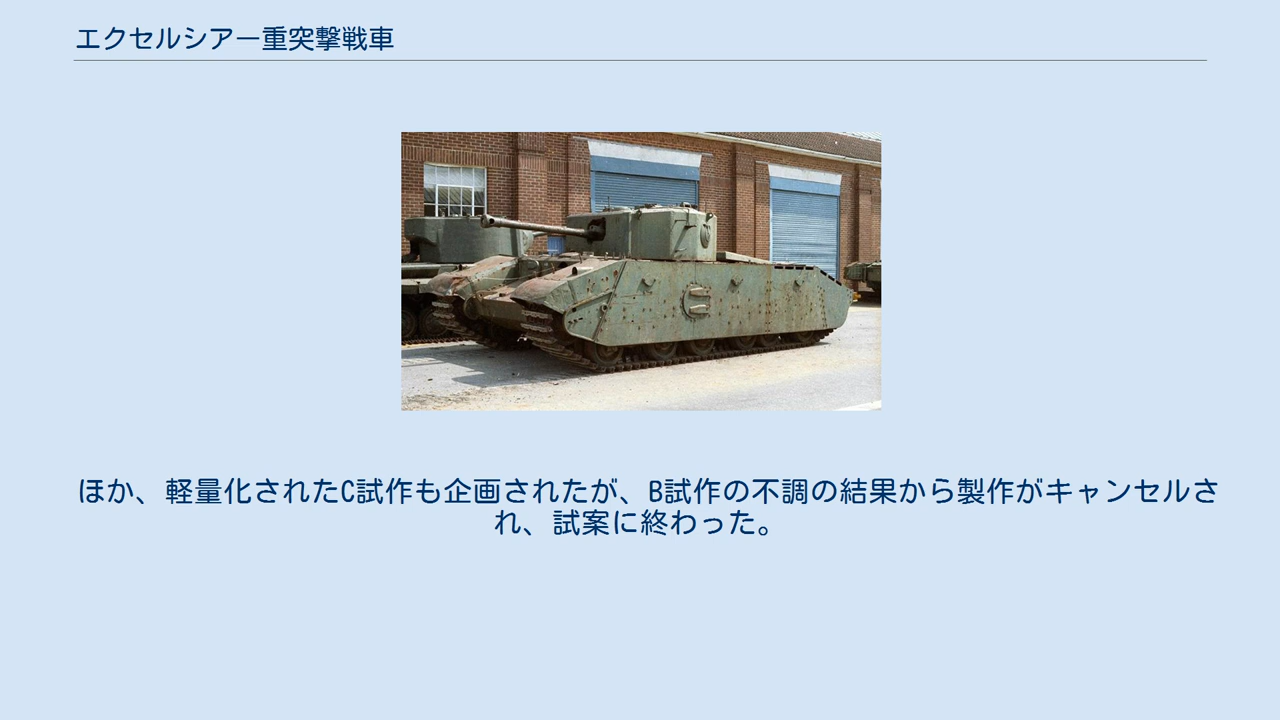 エクセルシアー重突撃戦車
ほか、軽量化されたC試作も企画されたが、B試作の不調の結果から製作がキャンセルさ
れ、試案に終わった。